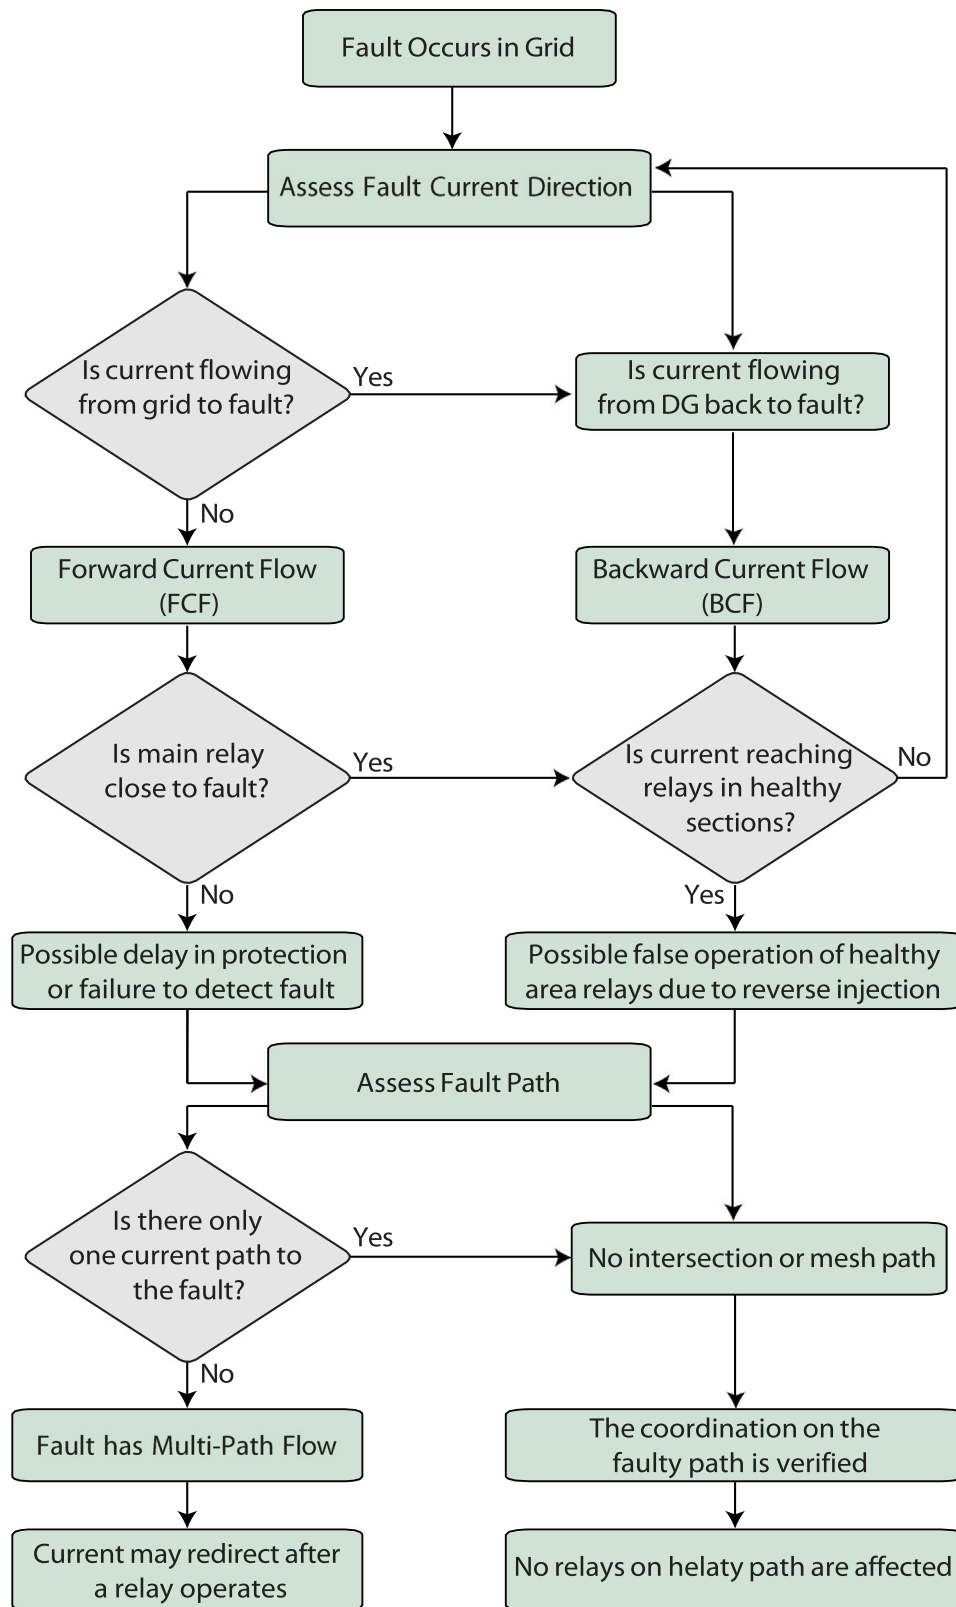 Fault Occurs in Grid
Assess Fault Current Direction
Is current flowing
from grid to fault?
Yes
Is current flowing
from DG back to fault?
No
Forward Current Flow
(FCF)
Backward Current Flow
(BCF)
Is main relay
close to fault?
Yes
Is current reaching
relays in healthy
sections?
No
No
Yes
Possible delay in protection
or failure to detect fault
Possible false operation of healthy
area relays due to reverse injection
Assess Fault Path
Is there only
one current path to
the fault?
Yes
No intersection or mesh path
No
Fault has Multi-Path Flow
The coordination on the
faulty path is verified
Current may redirect after
a relay operates
No relays on helaty path are affected